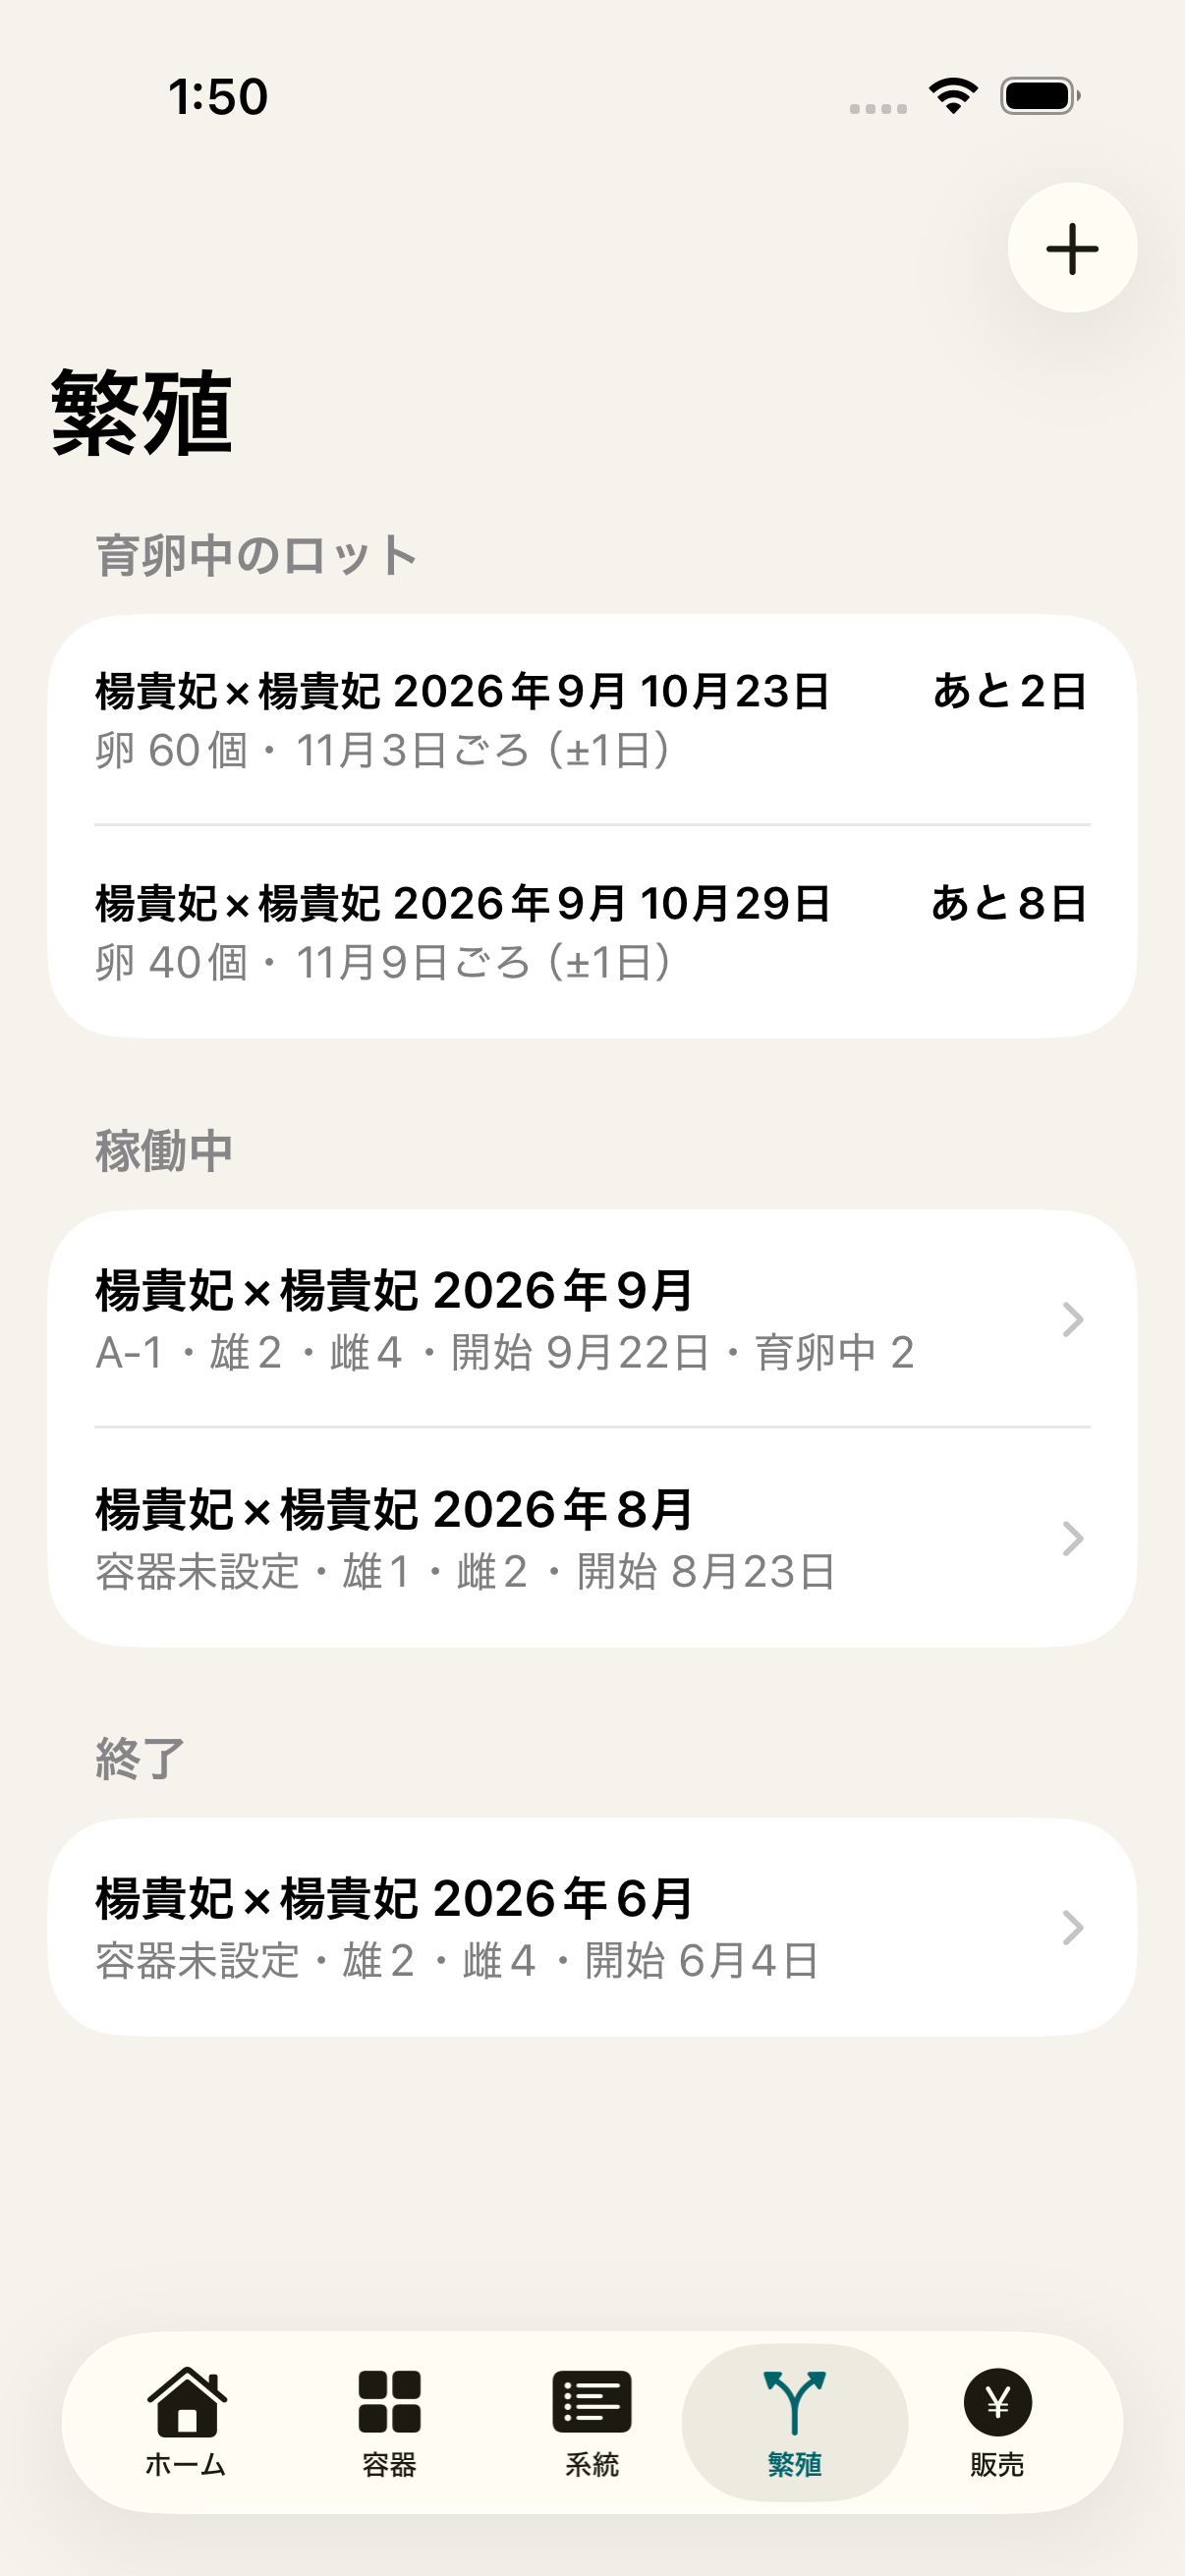 1:50
繁殖
育卵中のロット
楊貴妃×楊貴妃 2026年9月 10月23日 あと2日
卵 60個・11月3日ごろ（±1日）
楊貴妃×楊貴妃 2026年9月 10月29日 あと8日
卵 40個・11月9日ごろ（±1日）
稼働中
楊貴妃×楊貴妃 2026年9月
A-1・雄2・雌4・開始 9月22日・育卵中 2
楊貴妃×楊貴妃 2026年8月
容器未設定・雄1・雌2・開始 8月23日
終了
楊貴妃×楊貴妃 2026年6月
容器未設定・雄2・雌4・開始 6月4日
ホーム 容器 系統 繁殖 販売